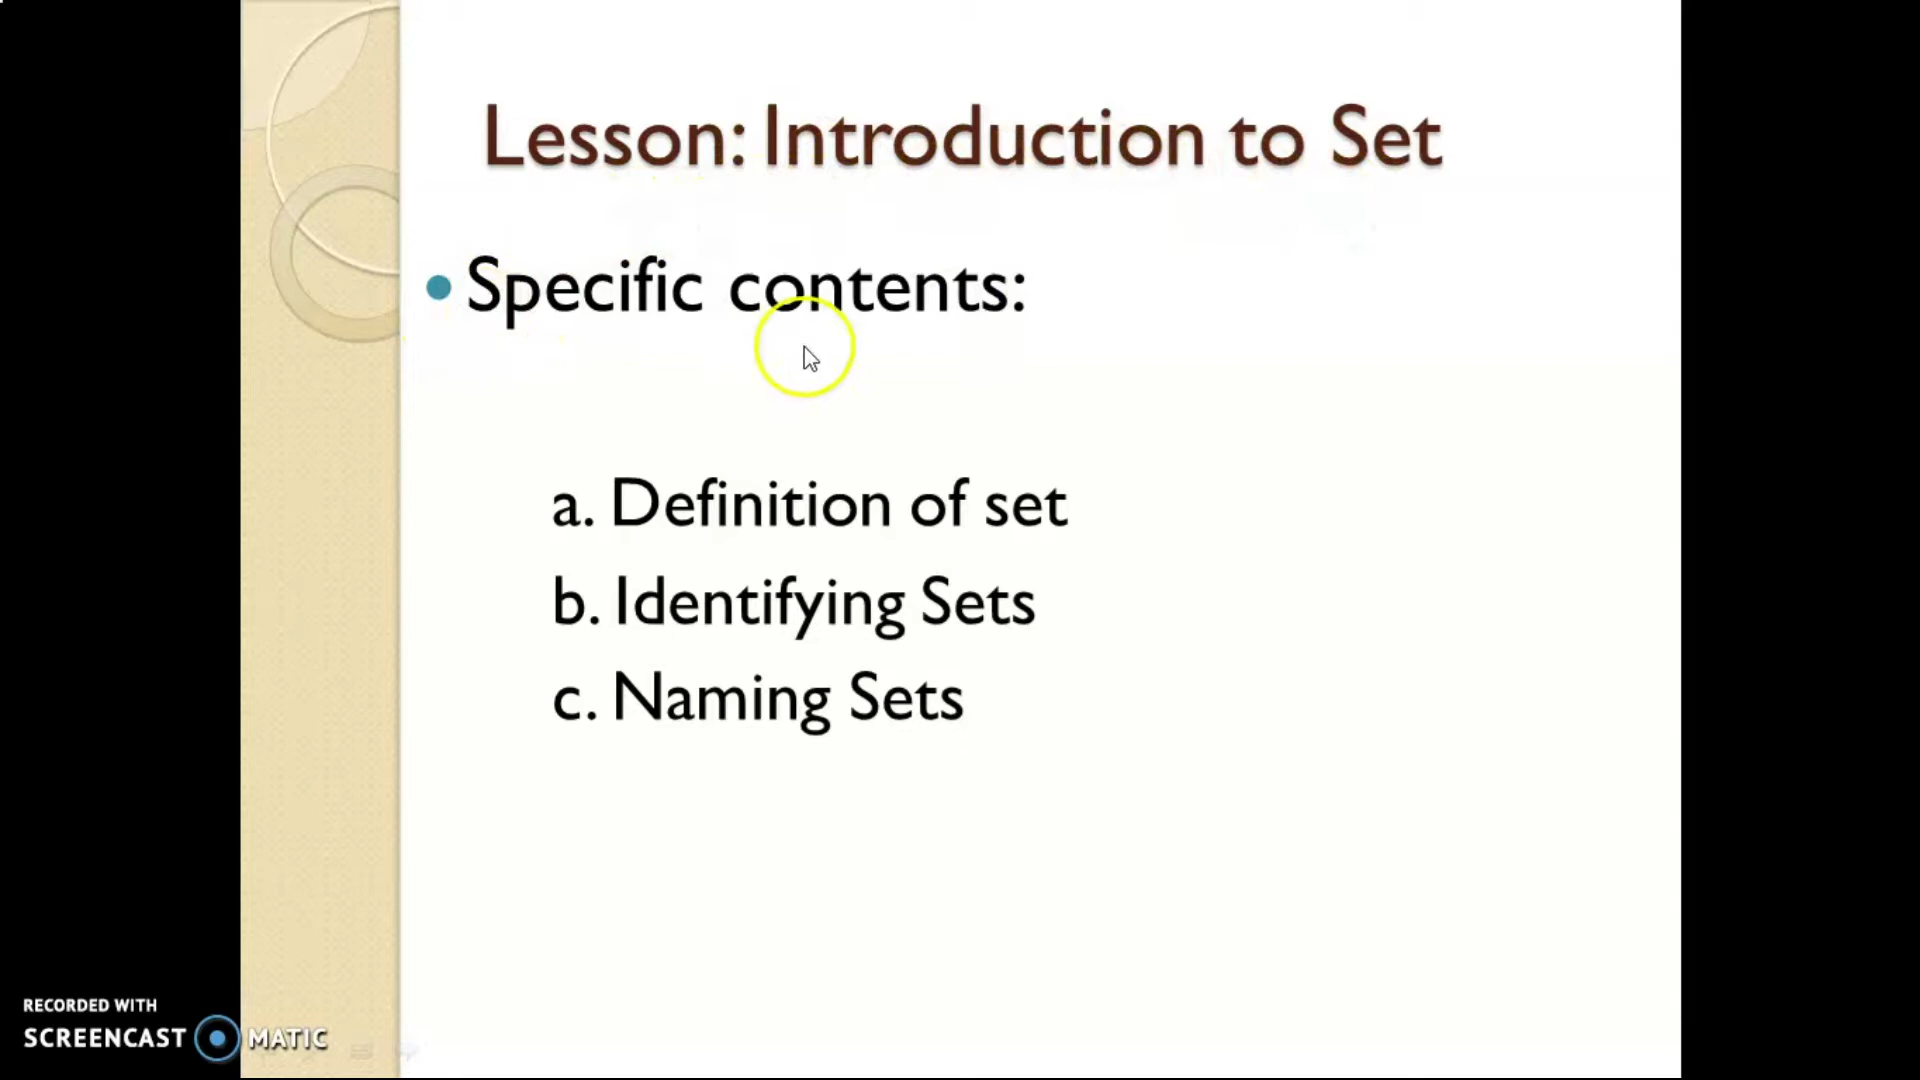 Lesson: Introduction to Set
Specific contents:
a. Definition of set
b. Identifying Sets
c. Naming Sets
RECORDED WITH
SCREENCAST MATIC